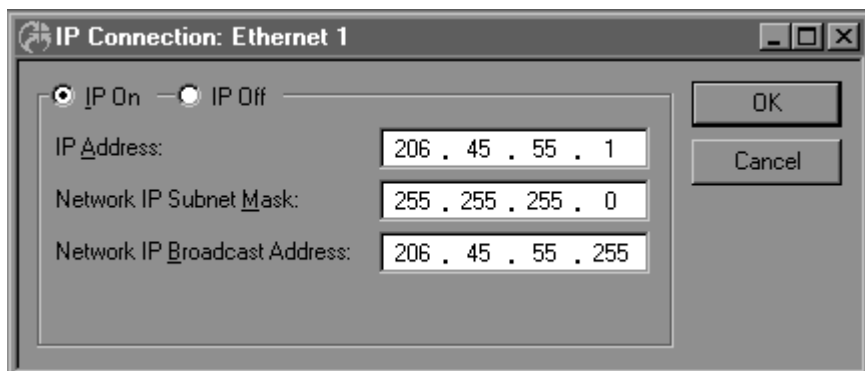 IP Connection: Ethernet 1
IP On IP Off
OK
IP Address: 206 . 45 . 55 . 1
Cancel
Network IP Subnet Mask: 255 . 255 . 255 . 0
Network IP Broadcast Address: 206 . 45 . 55 . 255